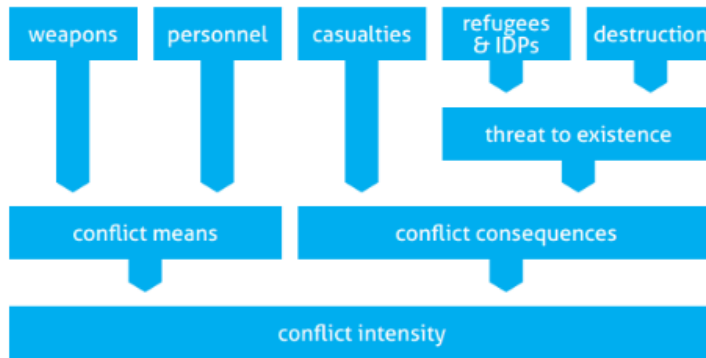 weapons
personnel
casualties
refugees
& IDPs
destruction
threat to existence
conflict means
conflict consequences
conflict intensity